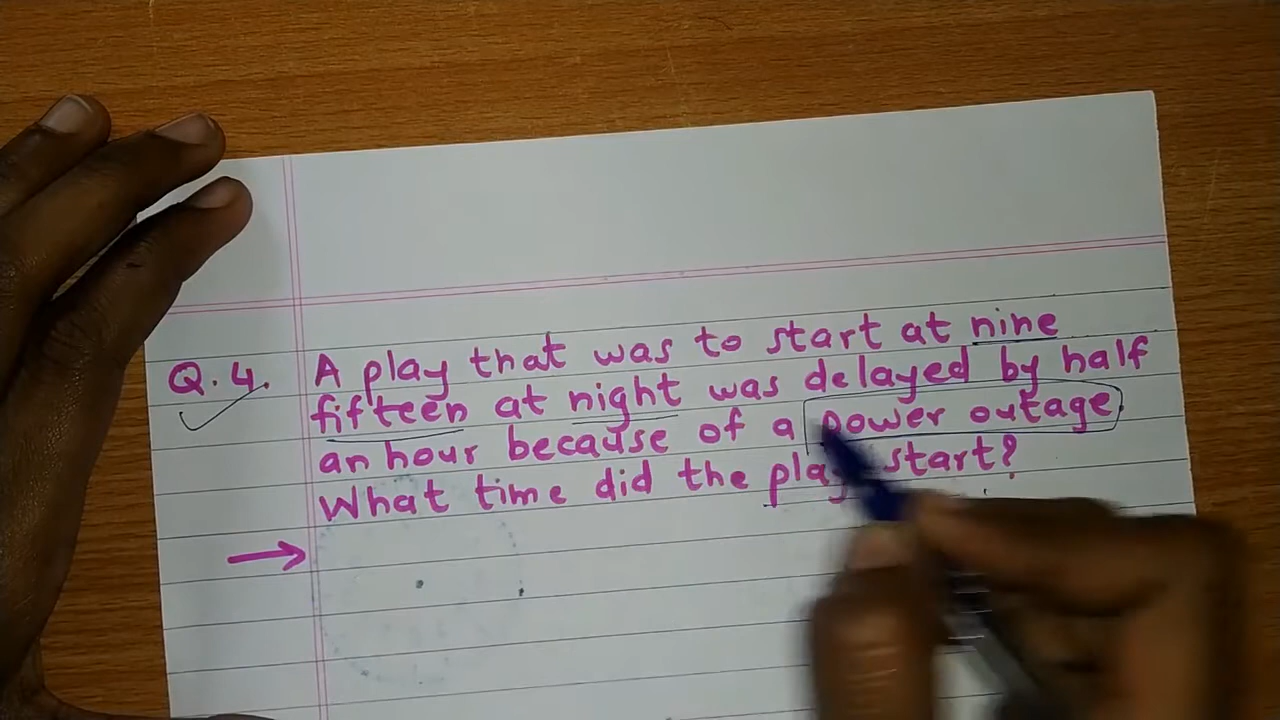 Q.4. A play that was to start at nine
fifteen at night was delayed by half
an hour because of a power outage.
What time did the play start?